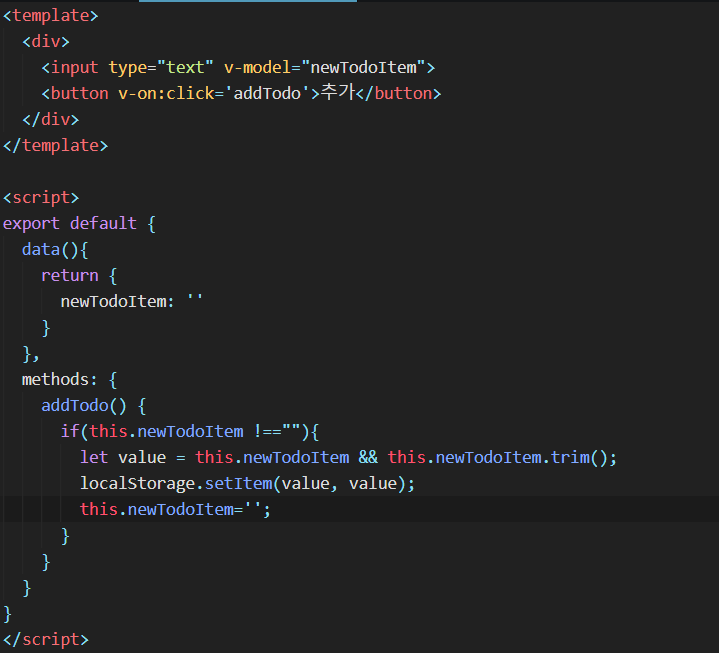 <template>
  <div>
    <input type="text" v-model="newTodoItem">
    <button v-on:click='addTodo'>추가</button>
  </div>
</template>

<script>
export default {
  data(){
    return {
      newTodoItem: ''
    }
  },
  methods: {
    addTodo() {
      if(this.newTodoItem !==""){
        let value = this.newTodoItem && this.newTodoItem.trim();
        localStorage.setItem(value, value);
        this.newTodoItem='';
      }
    }
  }
}
</script>